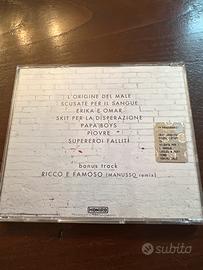 L'ORIGINE DEL MALE
SCUSATE PER IL SANGUE
ERIKA E OMAR
SKIT PER LA DISPERAZIONE
PAPA BOYS
PIOVRE
SUPEREROI FALLITI
bonus track
RICCO E FAMOSO (MANUSSO remix)
subito